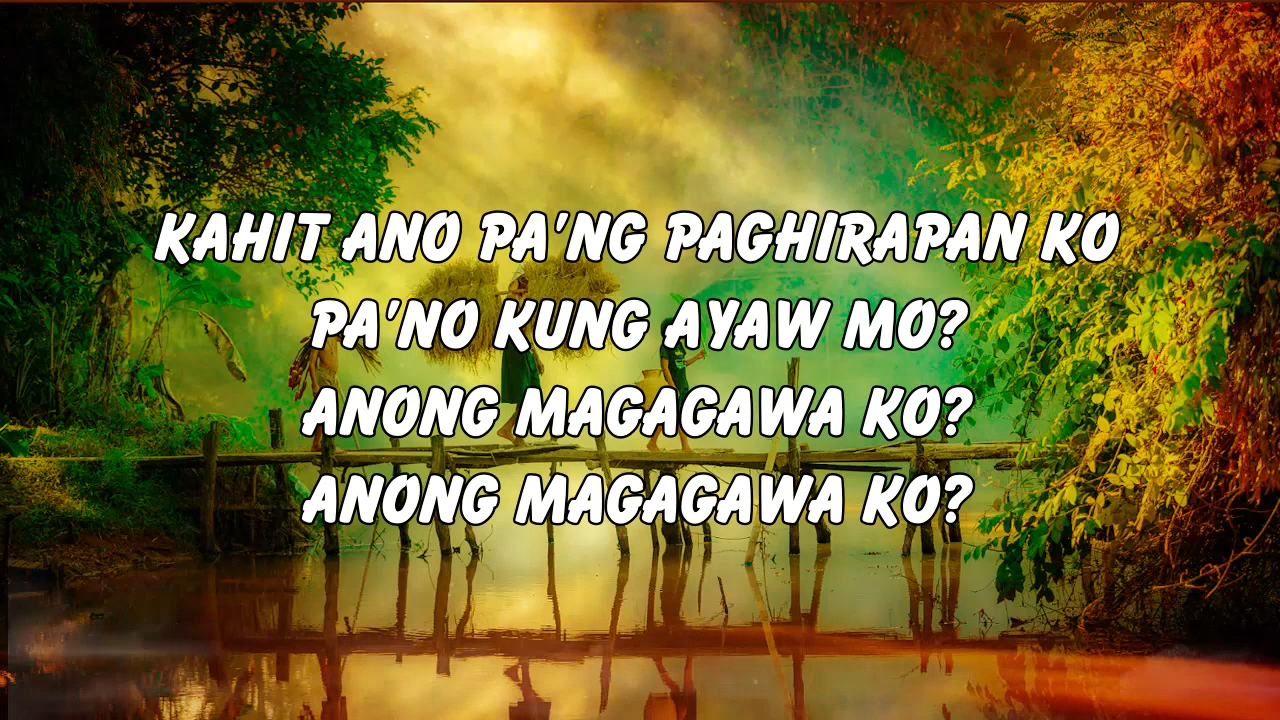 KAHIT ANO PA'NG PAGHIRAPAN KO
PA'NO KUNG AYAW MO?
ANONG MAGAGAWA KO?
ANONG MAGAGAWA KO?